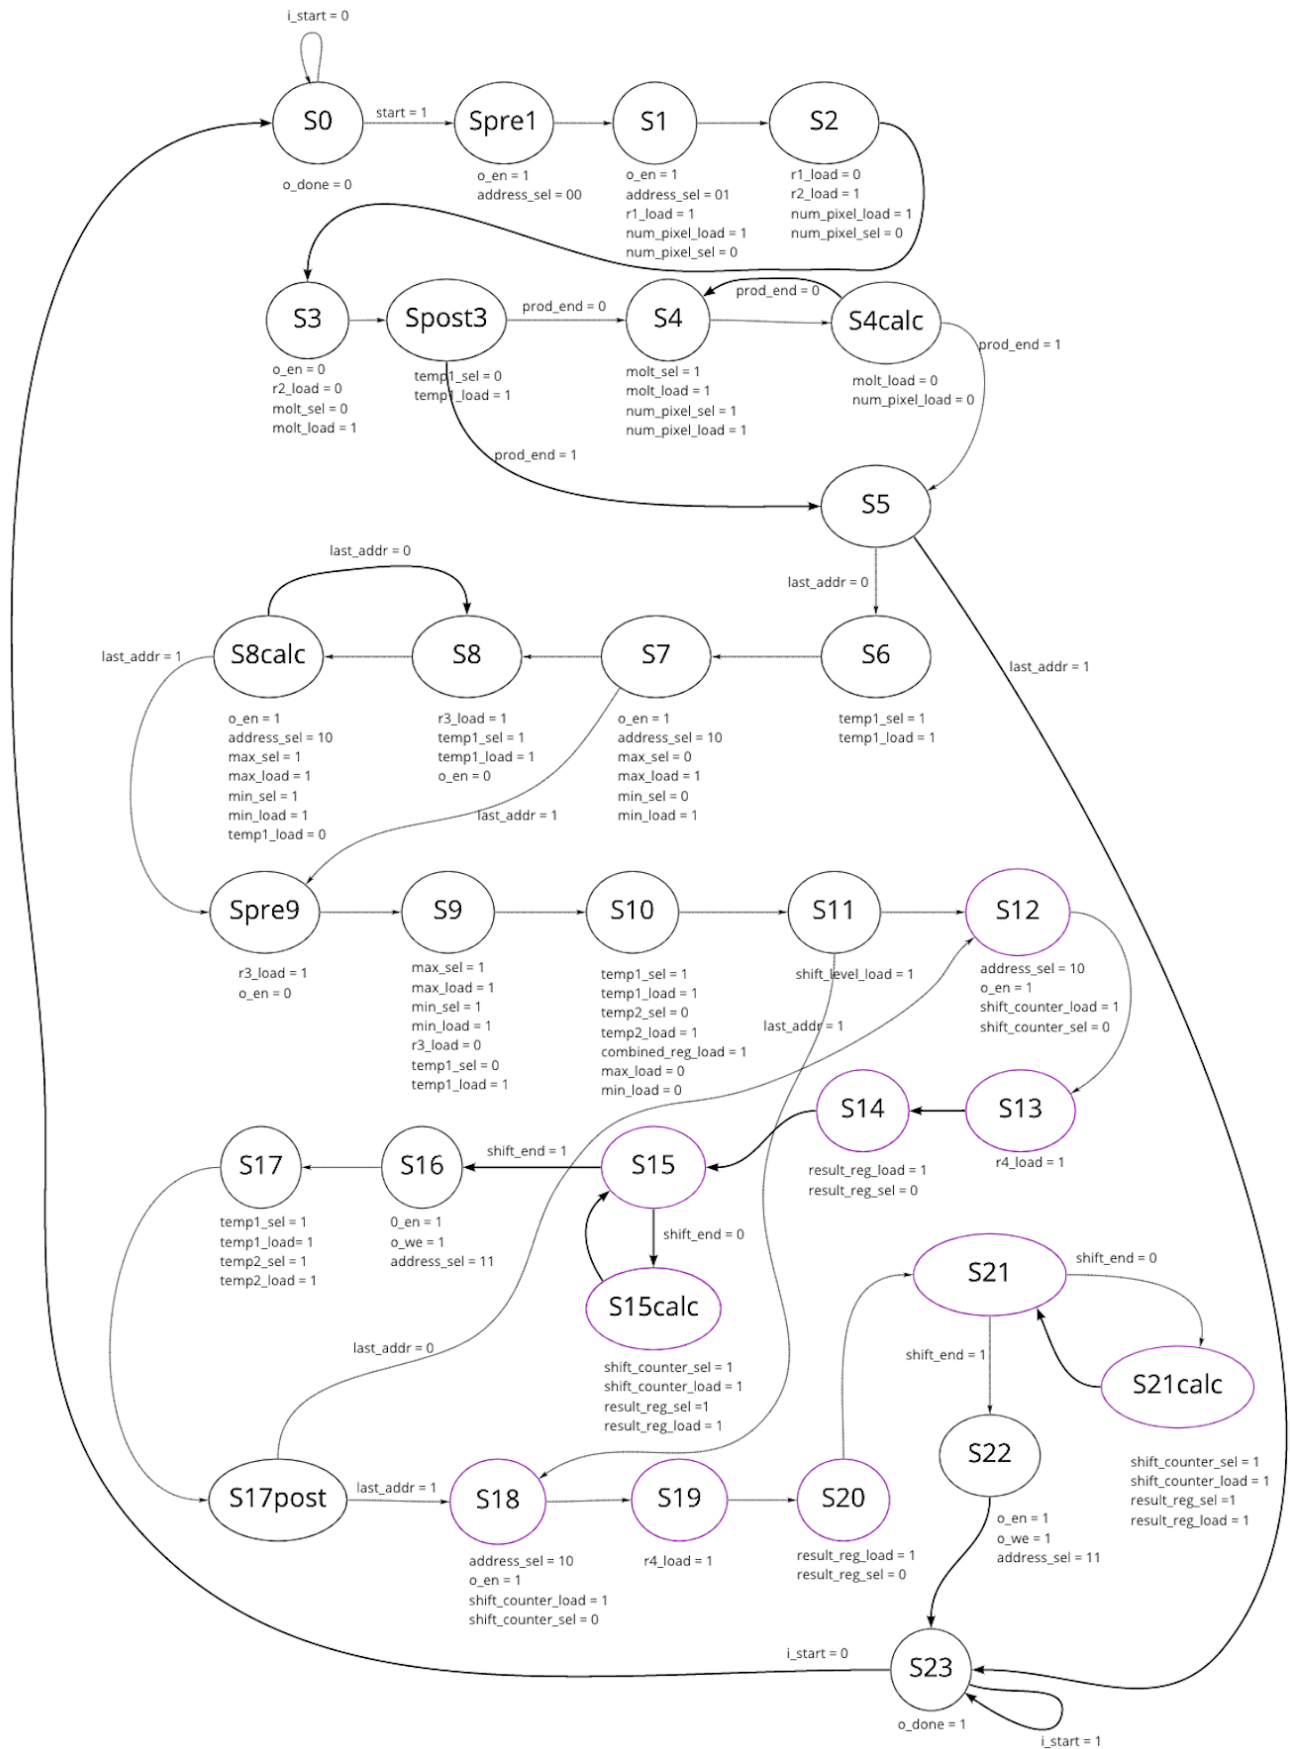 i_start = 0
S0
start = 1
Spre1
S1
S2
o_done = 0
o_en = 1
address_sel = 00
o_en = 1
address_sel = 01
r1_load = 1
num_pixel_load = 1
num_pixel_sel = 0
r1_load = 0
r2_load = 1
num_pixel_load = 1
num_pixel_sel = 0
S3
Spost3
prod_end = 0
S4
prod_end = 0
S4calc
prod_end = 1
o_en = 0
r2_load = 0
molt_sel = 0
molt_load = 1
temp1_sel = 0
temp1_load = 1
molt_sel = 1
molt_load = 1
num_pixel_sel = 1
num_pixel_load = 1
molt_load = 0
num_pixel_load = 0
prod_end = 1
S5
last_addr = 0
last_addr = 0
last_addr = 1
S8calc
S8
S7
S6
last_addr = 1
o_en = 1
address_sel = 10
max_sel = 1
max_load = 1
min_sel = 1
min_load = 1
temp1_load = 0
r3_load = 1
temp1_sel = 1
temp1_load = 1
o_en = 0
o_en = 1
address_sel = 10
max_sel = 0
max_load = 1
min_sel = 0
min_load = 1
temp1_sel = 1
temp1_load = 1
last_addr = 1
Spre9
S9
S10
S11
S12
r3_load = 1
o_en = 0
max_sel = 1
max_load = 1
min_sel = 1
min_load = 1
r3_load = 0
temp1_sel = 0
temp1_load = 1
temp1_sel = 1
temp1_load = 1
temp2_sel = 0
temp2_load = 1
combined_reg_load = 1
max_load = 0
min_load = 0
shift_level_load = 1
last_addr = 1
address_sel = 10
o_en = 1
shift_counter_load = 1
shift_counter_sel = 0
S17
S16
shift_end = 1
S15
S14
S13
temp1_sel = 1
temp1_load= 1
temp2_sel = 1
temp2_load = 1
0_en = 1
o_we = 1
address_sel = 11
shift_end = 0
result_reg_load = 1
result_reg_sel = 0
r4_load = 1
S15calc
S21
shift_end = 0
last_addr = 0
shift_counter_sel = 1
shift_counter_load = 1
result_reg_sel =1
result_reg_load = 1
shift_end = 1
S21calc
S22
shift_counter_sel = 1
shift_counter_load = 1
result_reg_sel =1
result_reg_load = 1
S17post
last_addr = 1
S18
S19
S20
o_en = 1
o_we = 1
address_sel = 11
address_sel = 10
o_en = 1
shift_counter_load = 1
shift_counter_sel = 0
r4_load = 1
result_reg_load = 1
result_reg_sel = 0
i_start = 0
S23
o_done = 1
i_start = 1